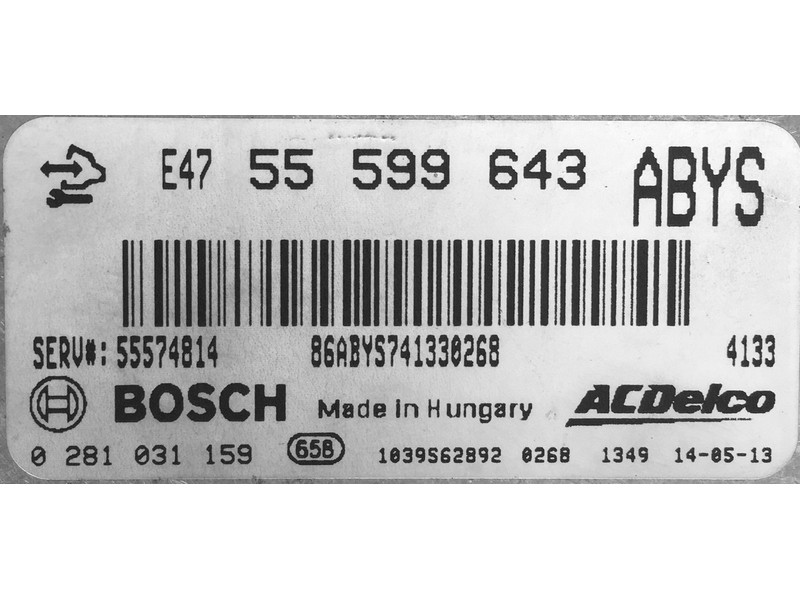 E47 55 599 643 ABYS
SERV#: 55574814 86ABYS741330268 4133
BOSCH Made in Hungary ACDelco
0 281 031 159 658 1039S62892 0268 1349 14-05-13